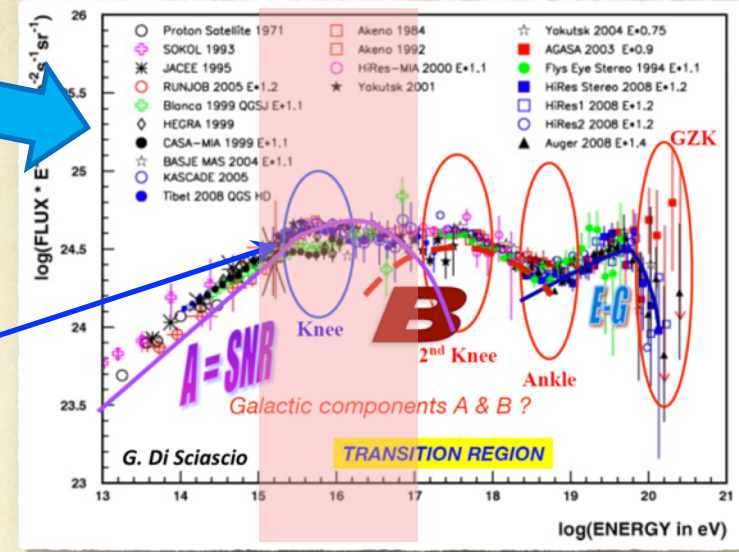 26
25.5
25
24.5
24
23.5
23
log(FLUX * E
-2s-1sr-1)
Proton Satellite 1971
SOKOL 1993
JACEE 1995
RUNJOB 2005 E*1.2
Blanca 1999 QGSJ E*1.1
HEGRA 1999
CASA-MIA 1999 E*1.1
BASJE MAS 2004 E*1.1
KASCADE 2005
Tibet 2008 QGS HD
Akeno 1984
Akeno 1992
HiRes-MIA 2000 E*1.1
Yakutsk 2001
Yakutsk 2004 E*0.75
AGASA 2003 E*0.9
Flys Eye Stereo 1994 E*1.1
HiRes Stereo 2008 E*1.2
HiRes1 2008 E*1.2
HiRes2 2008 E*1.2
Auger 2008 E*1.4
GZK
Knee
2nd Knee
Ankle
A = SNR
B
E-G
Galactic components A & B ?
G. Di Sciascio
TRANSITION REGION
13 14 15 16 17 18 19 20 21
log(ENERGY in eV)